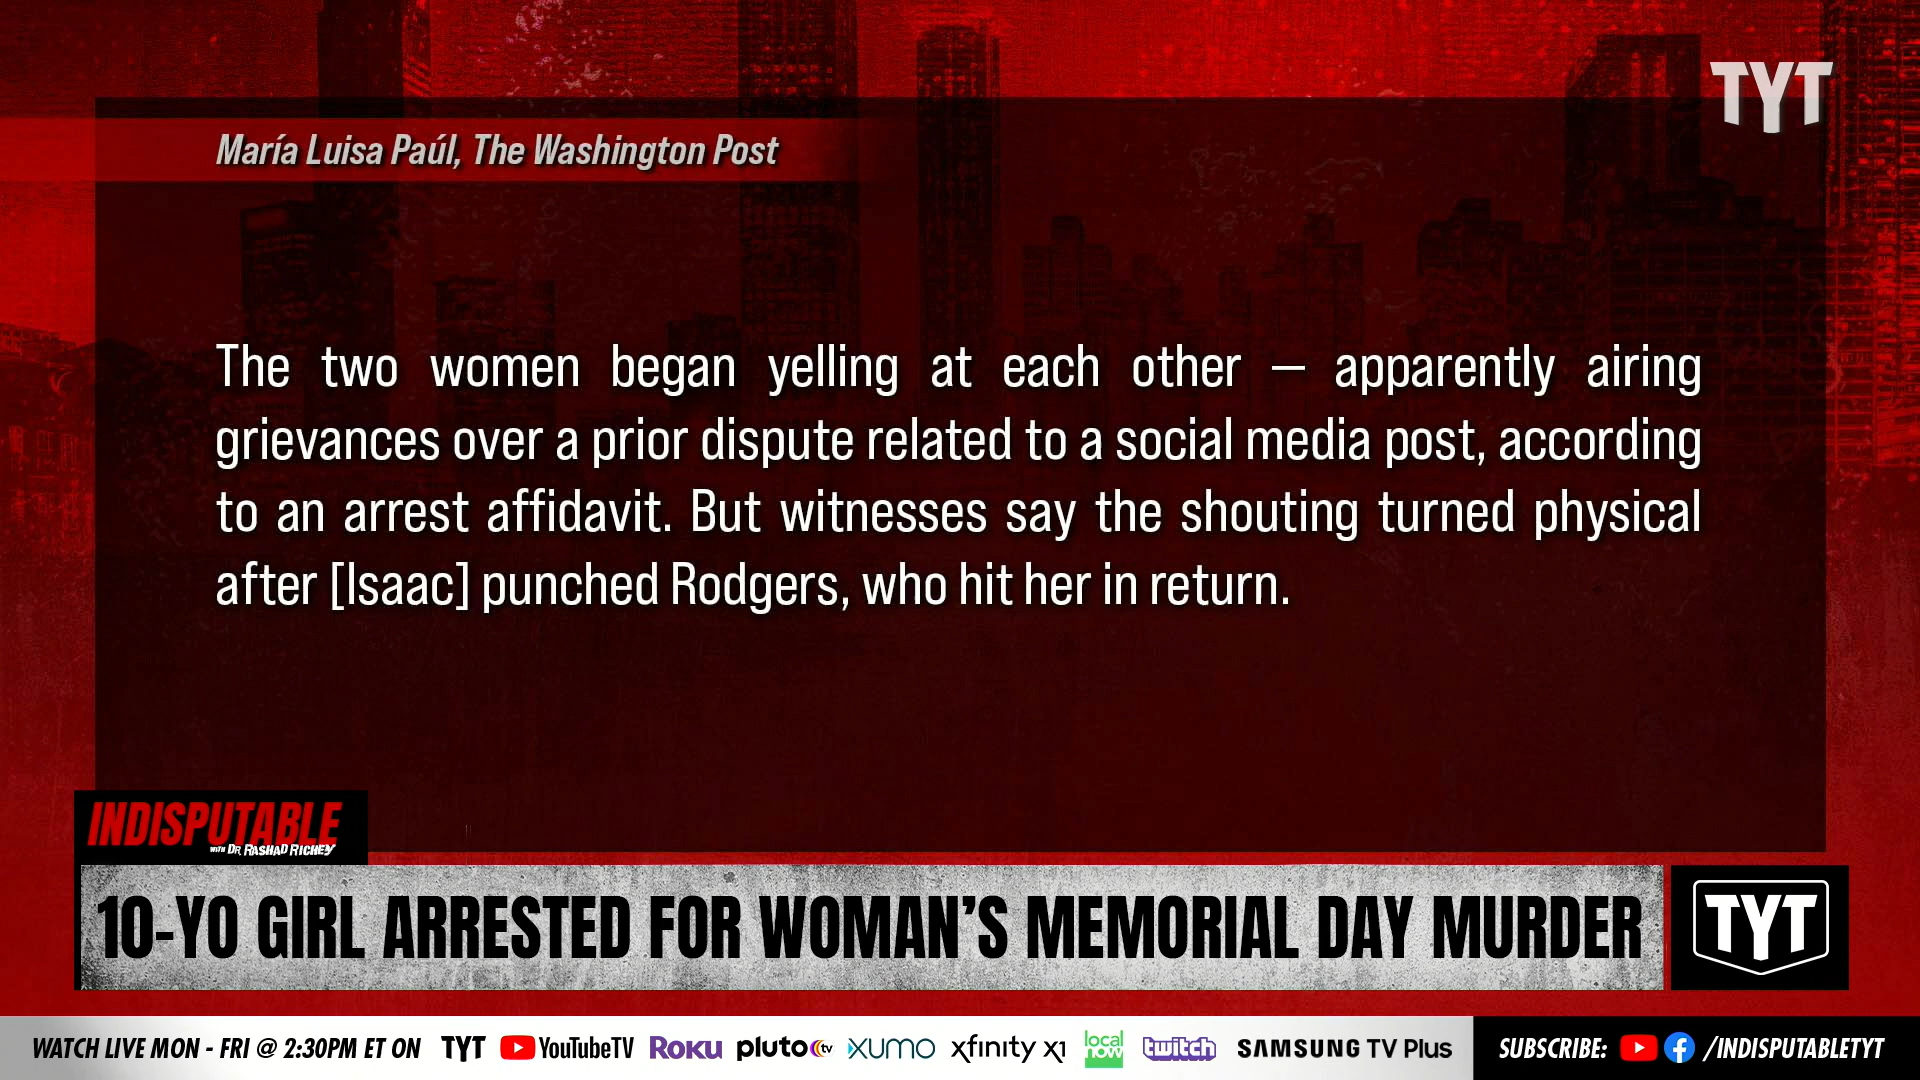 TYT
María Luisa Paúl, The Washington Post
The two women began yelling at each other — apparently airing
grievances over a prior dispute related to a social media post, according
to an arrest affidavit. But witnesses say the shouting turned physical
after [Isaac] punched Rodgers, who hit her in return.
INDISPUTABLE
WITH DR RASHAD RICHEY
10-YO GIRL ARRESTED FOR WOMAN’S MEMORIAL DAY MURDER
TYT
WATCH LIVE MON - FRI @ 2:30PM ET ON TYT YouTubeTV ROKU pluto tv XUMO xfinity x1 local now twitch SAMSUNG TV Plus SUBSCRIBE: /INDISPUTABLETYT